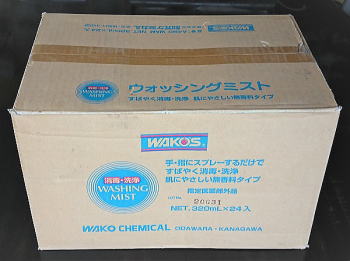 消毒・洗浄
WASHING
MIST
ウォッシングミスト
すばやく消毒・洗浄 肌にやさしい無香料タイプ
WAKO'S
消毒・洗浄
WASHING
MIST
手・指にスプレーするだけで
すばやく消毒・洗浄
肌にやさしい無香料タイプ
指定医薬部外品
LOT No.
20631
NET. 320mL×24入
WAKO CHEMICAL ODAWARA・KANAGAWA